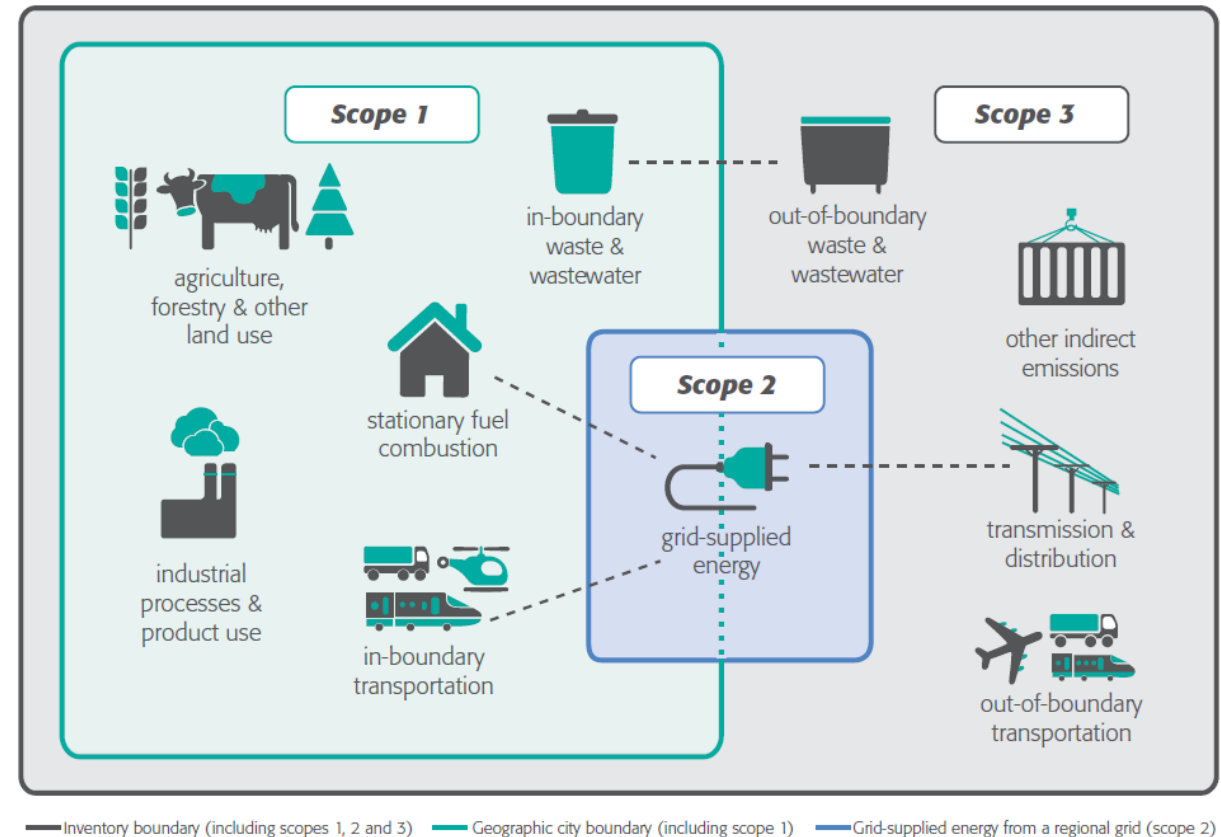 Scope 1
Scope 3
in-boundary
waste &
wastewater
out-of-boundary
waste &
wastewater
agriculture,
forestry & other
land use
other indirect
emissions
Scope 2
stationary fuel
combustion
grid-supplied
energy
transmission &
distribution
industrial
processes &
product use
in-boundary
transportation
out-of-boundary
transportation
Inventory boundary (including scopes 1, 2 and 3)
Geographic city boundary (including scope 1)
Grid-supplied energy from a regional grid (scope 2)